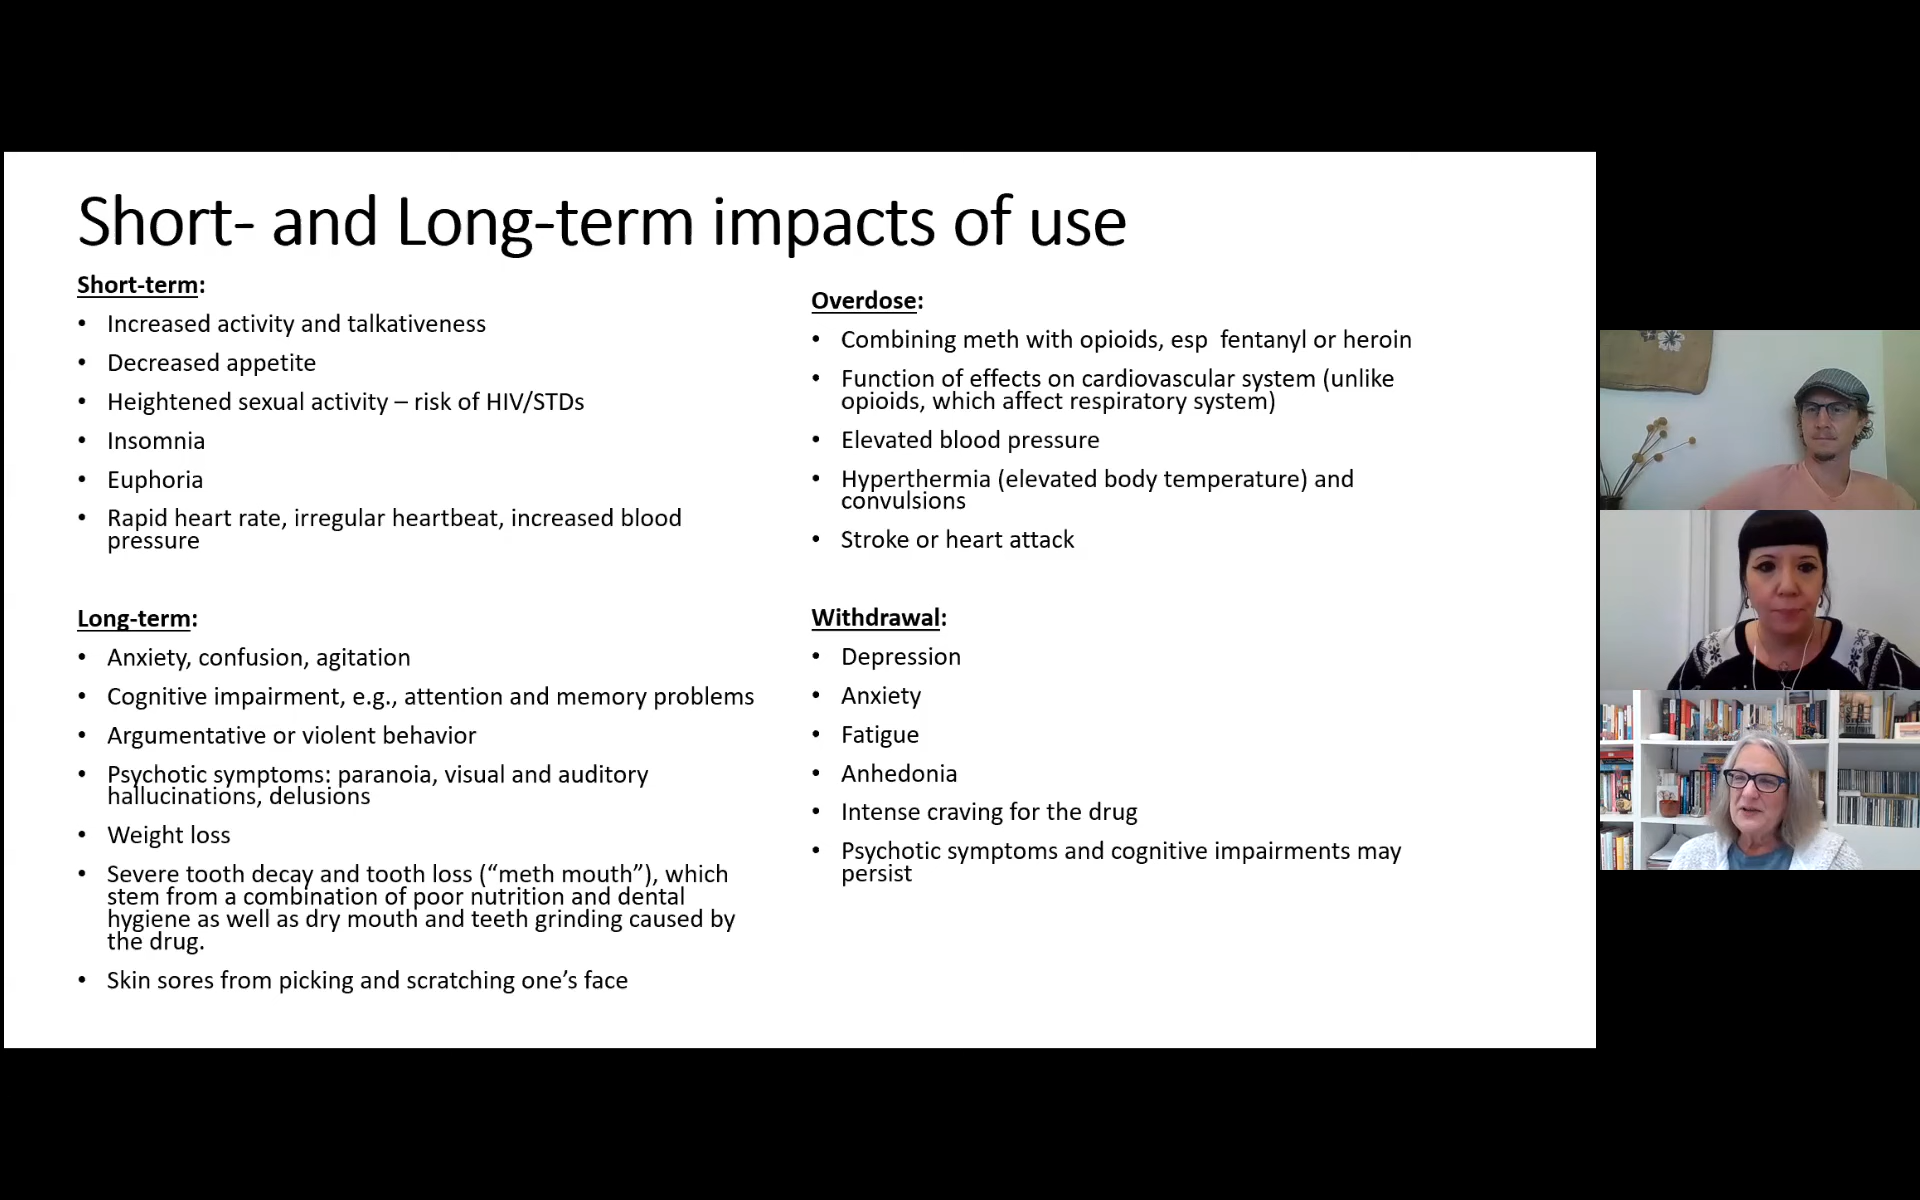 Short- and Long-term impacts of use
Short-term:
• Increased activity and talkativeness
• Decreased appetite
• Heightened sexual activity – risk of HIV/STDs
• Insomnia
• Euphoria
• Rapid heart rate, irregular heartbeat, increased blood
pressure
Long-term:
• Anxiety, confusion, agitation
• Cognitive impairment, e.g., attention and memory problems
• Argumentative or violent behavior
• Psychotic symptoms: paranoia, visual and auditory
hallucinations, delusions
• Weight loss
• Severe tooth decay and tooth loss (“meth mouth”), which
stem from a combination of poor nutrition and dental
hygiene as well as dry mouth and teeth grinding caused by
the drug.
• Skin sores from picking and scratching one’s face
Overdose:
• Combining meth with opioids, esp  fentanyl or heroin
• Function of effects on cardiovascular system (unlike
opioids, which affect respiratory system)
• Elevated blood pressure
• Hyperthermia (elevated body temperature) and
convulsions
• Stroke or heart attack
Withdrawal:
• Depression
• Anxiety
• Fatigue
• Anhedonia
• Intense craving for the drug
• Psychotic symptoms and cognitive impairments may
persist